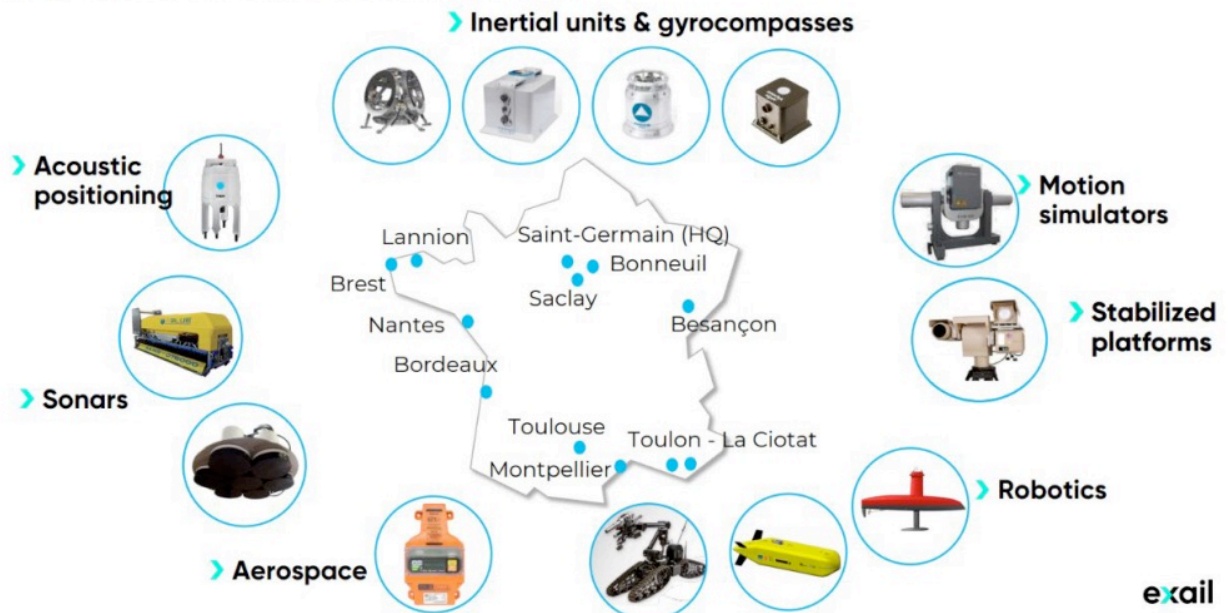 Inertial units & gyrocompasses
Acoustic
positioning
Motion
simulators
Lannion
Saint-Germain (HQ)
Bonneuil
Brest
Saclay
Nantes
Besançon
Stabilized
platforms
Bordeaux
Sonars
Toulouse
Toulon - La Ciotat
Montpellier
Robotics
Aerospace
exail